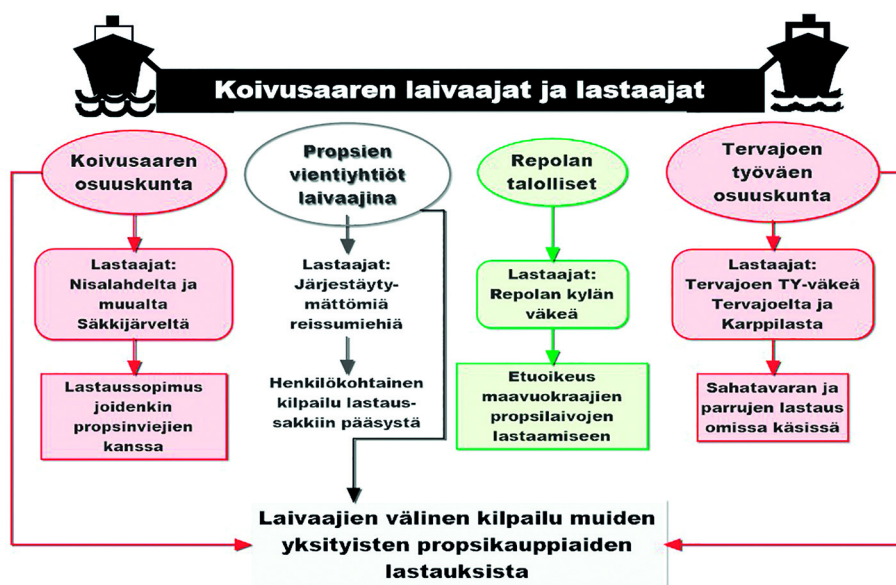 Koivusaaren laivaajat ja lastaajat
Koivusaaren
osuuskunta
Lastaajat:
Nisalahdelta ja
muualta
Säkkijärveltä
Lastaussopimus
joidenkin
propsinviejien
kanssa
Propsien
vientiyhtiöt
laivaajina
Lastaajat:
Järjestäyty-
mättömiä
reissumiehiä
Henkilökohtainen
kilpailu lastaus-
sakkiin pääsystä
Repolan
talolliset
Lastaajat:
Repolan kylän
väkeä
Etuoikeus
maavuokraajien
propsilaivojen
lastaamiseen
Tervajoen
työväen
osuuskunta
Lastaajat:
Tervajoen TY-väkeä
Tervajoelta ja
Karppilasta
Sahatavaran ja
parrujen lastaus
omissa käsissä
Laivaajien välinen kilpailu muiden
yksityisten propsikauppiaiden
lastauksista